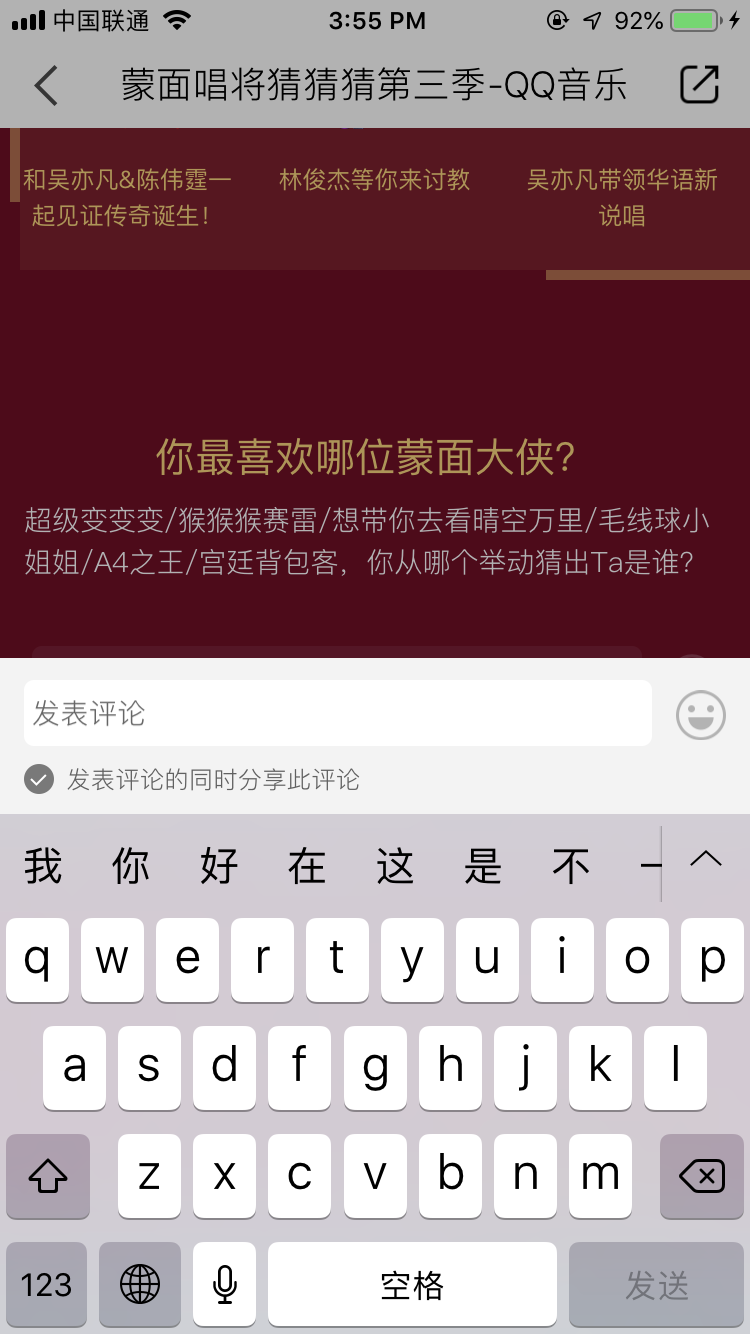 中国联通 3:55 PM 92%
蒙面唱将猜猜猜第三季-QQ音乐
和吴亦凡&陈伟霆一 林俊杰等你来讨教 吴亦凡带领华语新
起见证传奇诞生! 说唱
你最喜欢哪位蒙面大侠?
超级变变变/猴猴猴赛雷/想带你去看晴空万里/毛线球小
姐姐/A4之王/宫廷背包客，你从哪个举动猜出Ta是谁?
发表评论
发表评论的同时分享此评论
我 你 好 在 这 是 不 一
q w e r t y u i o p
a s d f g h j k l
z x c v b n m
123 空格 发送